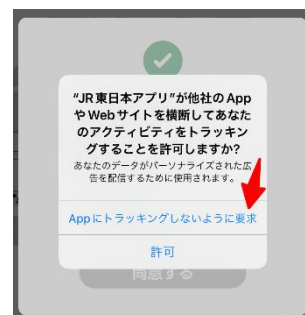 “JR東日本アプリ”が他社のApp
やWebサイトを横断してあなた
のアクティビティをトラッキン
グすることを許可しますか?
あなたのデータがパーソナライズされた広
告を配信するために使用されます。
Appにトラッキングしないように要求
許可
同意する